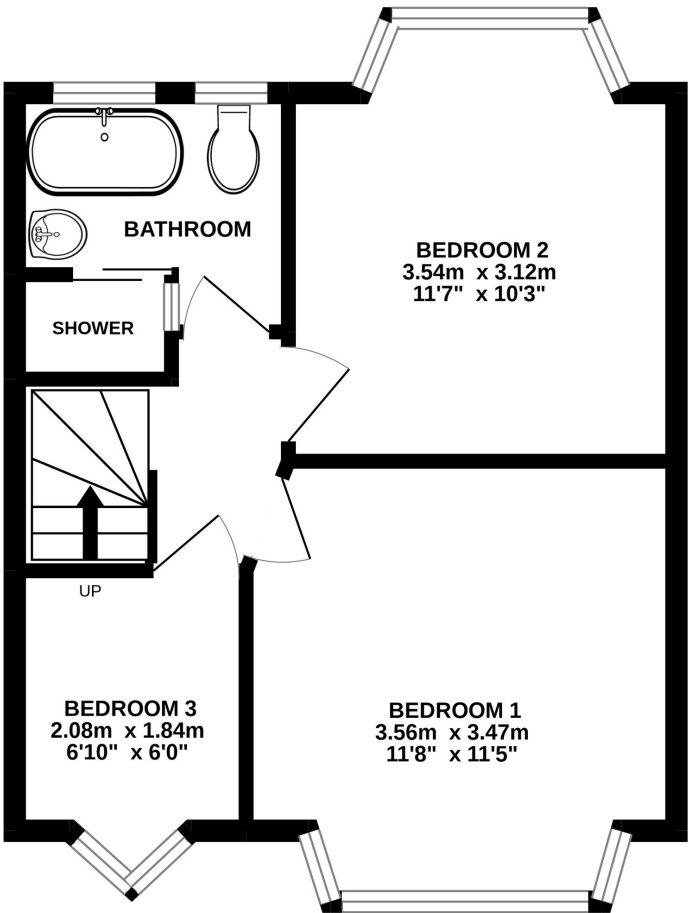 BATHROOM
BEDROOM 2
3.54m x 3.12m
11'7" x 10'3"
SHOWER
UP
BEDROOM 3
2.08m x 1.84m
6'10" x 6'0"
BEDROOM 1
3.56m x 3.47m
11'8" x 11'5"